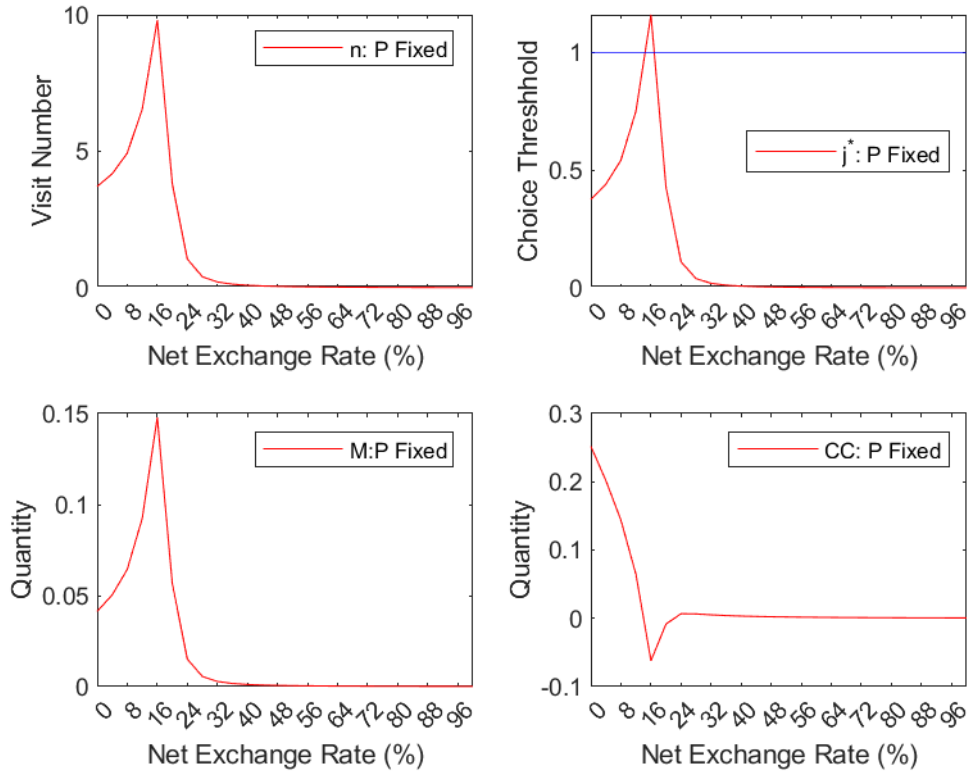 Visit Number
10
5
0
n: P Fixed
0 8 16 24 32 40 48 56 64 72 80 88 96
Net Exchange Rate (%)
Choice Threshhold
1
0.5
0
j*: P Fixed
0 8 16 24 32 40 48 56 64 72 80 88 96
Net Exchange Rate (%)
Quantity
0.15
0.1
0.05
0
M:P Fixed
0 8 16 24 32 40 48 56 64 72 80 88 96
Net Exchange Rate (%)
Quantity
0.3
0.2
0.1
0
-0.1
CC: P Fixed
0 8 16 24 32 40 48 56 64 72 80 88 96
Net Exchange Rate (%)